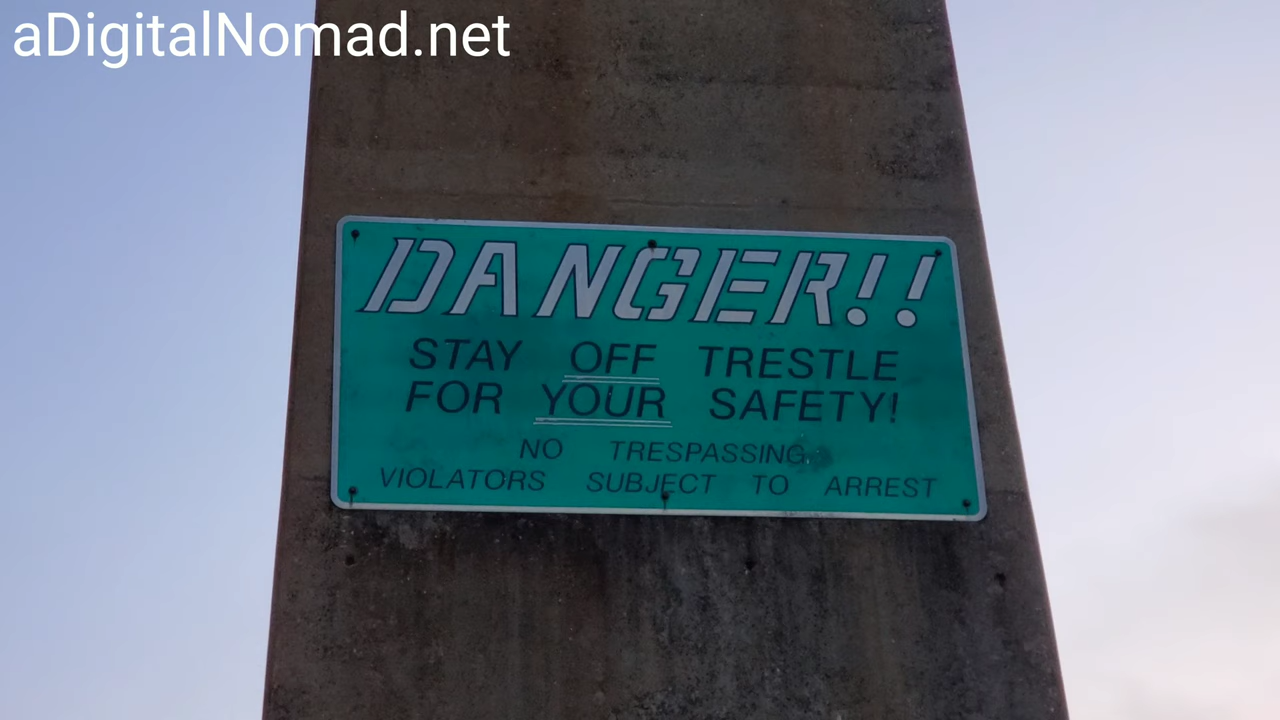 aDigitalNomad.net
DANGER!!
STAY OFF TRESTLE
FOR YOUR SAFETY!
NO TRESPASSING
VIOLATORS SUBJECT TO ARREST